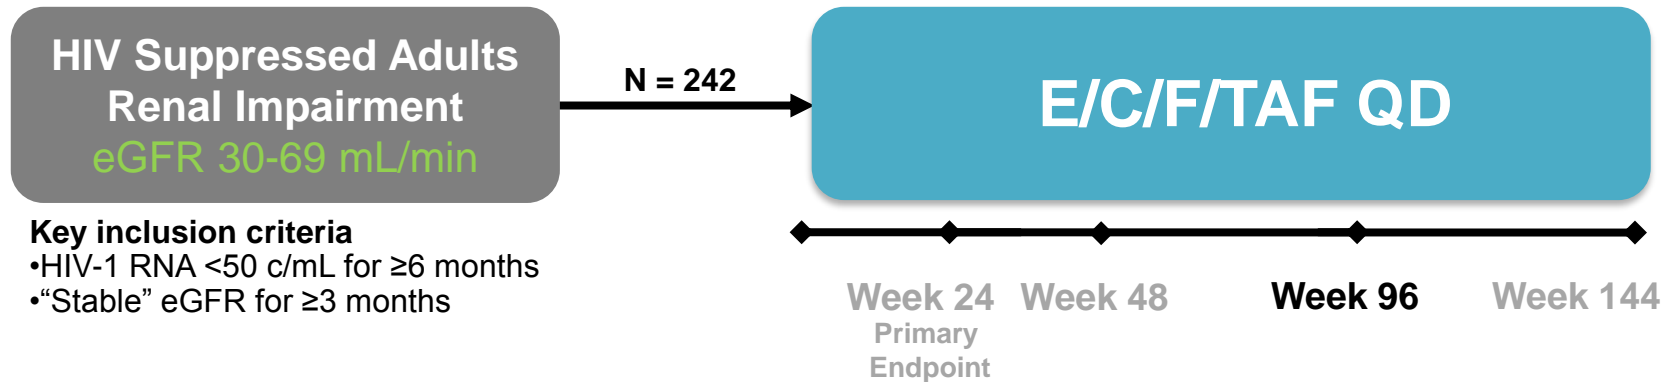 HIV Suppressed Adults
Renal Impairment
eGFR 30-69 mL/min
N = 242
E/C/F/TAF QD
Key inclusion criteria
•HIV-1 RNA <50 c/mL for ≥6 months
•“Stable” eGFR for ≥3 months
Week 24
Primary
Endpoint
Week 48
Week 96
Week 144